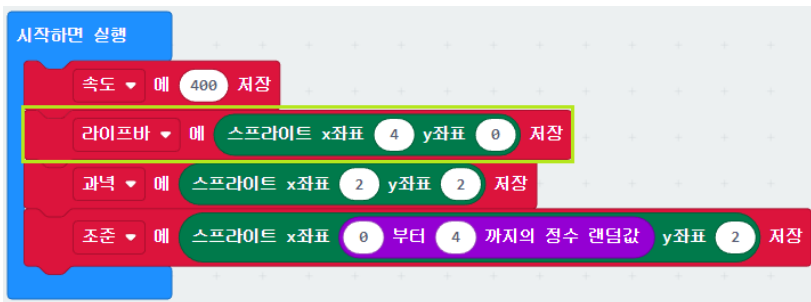 시작하면 실행
속도 에 400 저장
라이프바 에 스프라이트 x좌표 4 y좌표 0 저장
과녁 에 스프라이트 x좌표 2 y좌표 2 저장
조준 에 스프라이트 x좌표 0 부터 4 까지의 정수 랜덤값 y좌표 2 저장